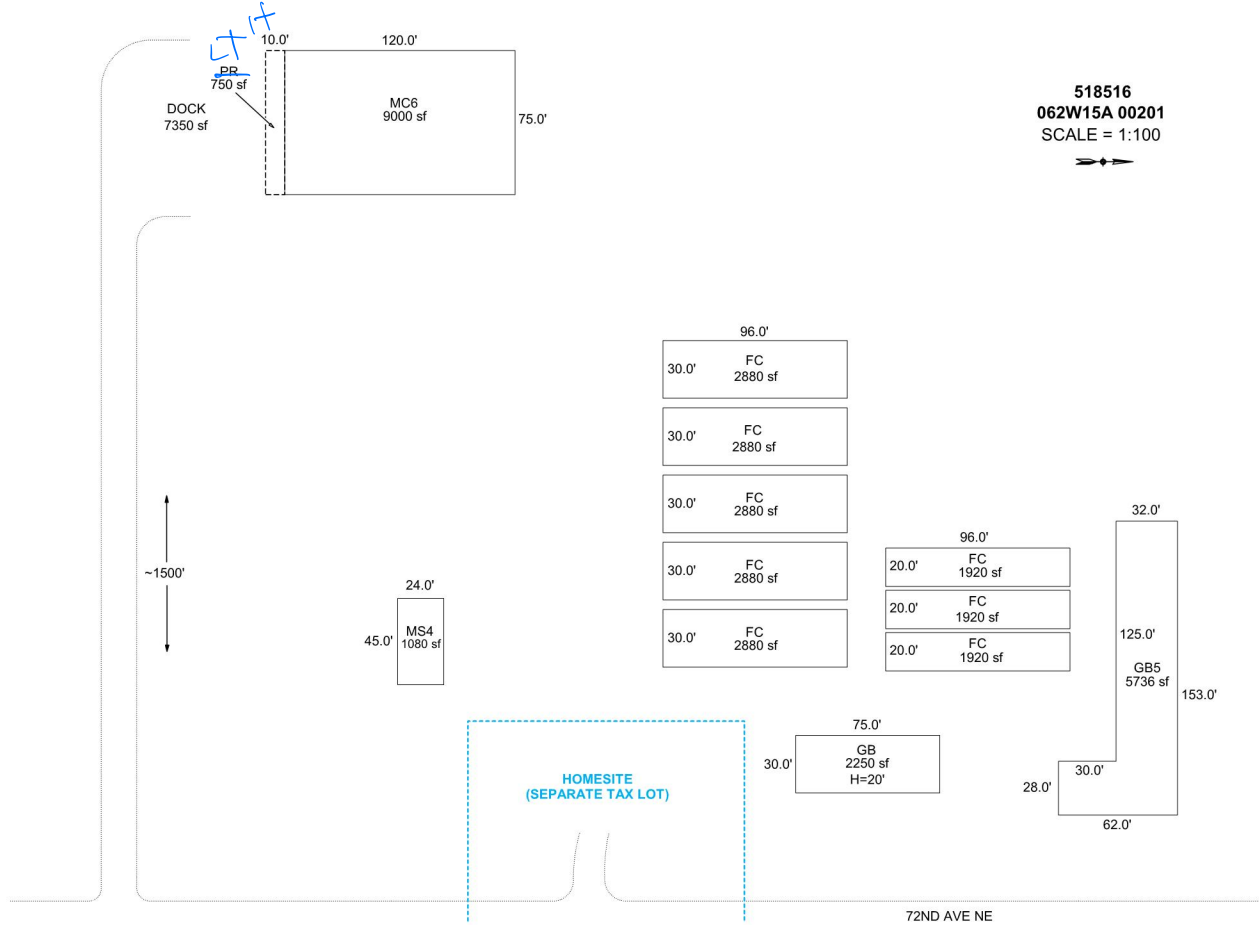 10.0'
120.0'
PR
750 sf
DOCK
7350 sf
MC6
9000 sf
75.0'
518516
062W15A 00201
SCALE = 1:100
96.0'
30.0'
FC
2880 sf
30.0'
FC
2880 sf
30.0'
FC
2880 sf
30.0'
FC
2880 sf
30.0'
FC
2880 sf
96.0'
20.0'
FC
1920 sf
20.0'
FC
1920 sf
20.0'
FC
1920 sf
32.0'
125.0'
GB5
5736 sf
153.0'
30.0'
28.0'
62.0'
~1500'
24.0'
45.0'
MS4
1080 sf
75.0'
30.0'
GB
2250 sf
H=20'
HOMESITE
(SEPARATE TAX LOT)
72ND AVE NE